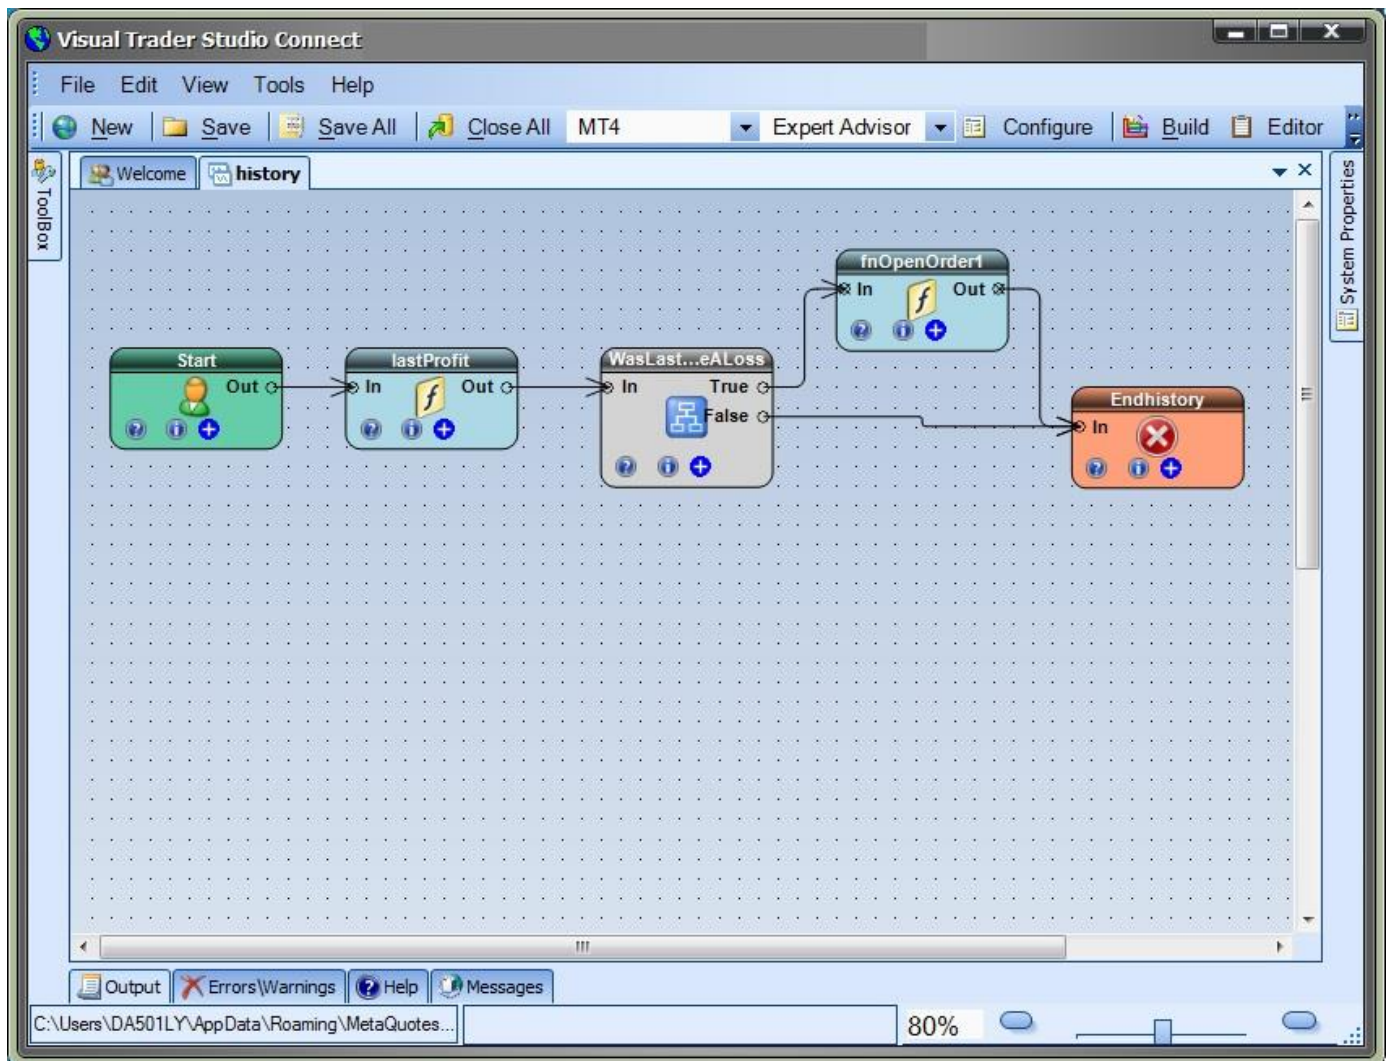 Visual Trader Studio Connect
File Edit View Tools Help
New Save Save All Close All MT4 Expert Advisor Configure Build Editor
ToolBox
Welcome history
System Properties
fnOpenOrder1
In Out
Start
Out
lastProfit
In Out
WasLast...eALoss
In True
False
Endhistory
In
Output Errors\Warnings Help Messages
C:\Users\DA501LY\AppData\Roaming\MetaQuotes...
80%